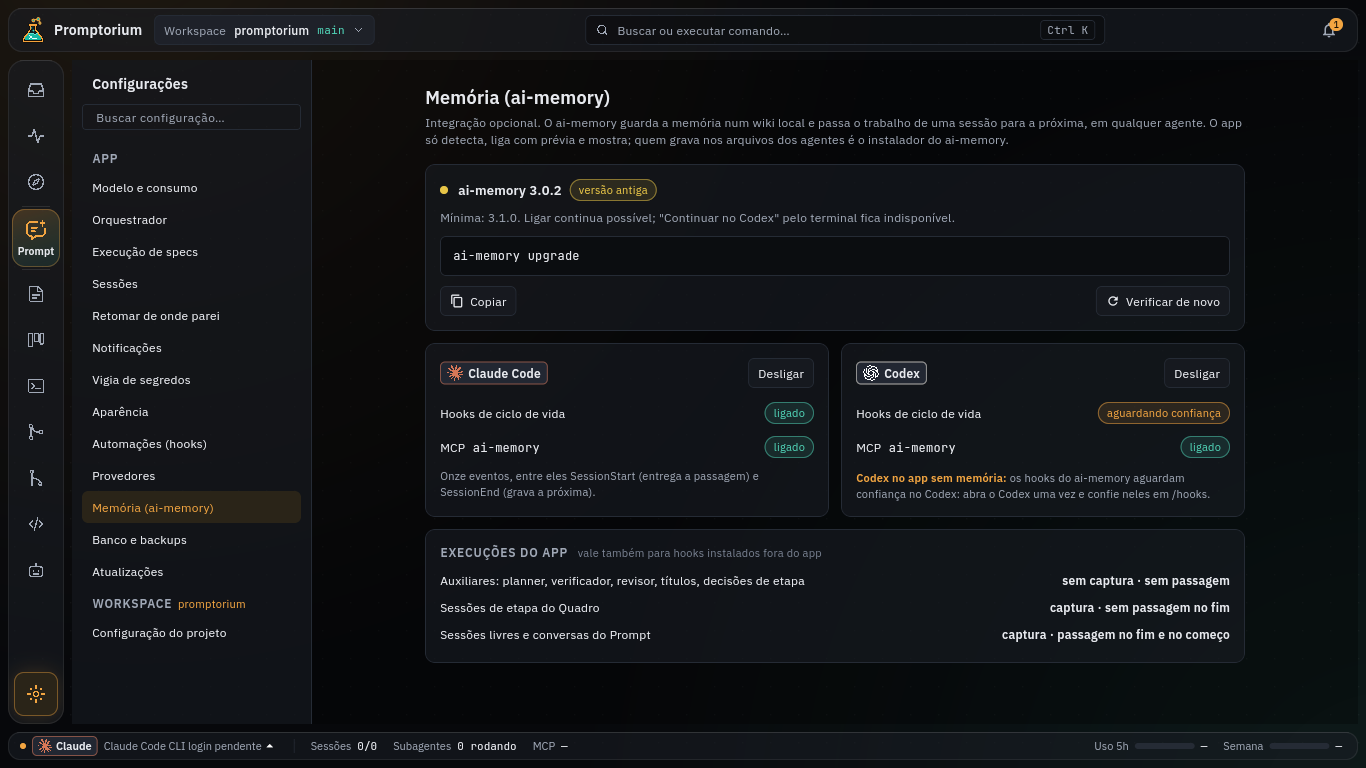 Promptorium
Workspace promptorium main
Buscar ou executar comando...
Ctrl K
1
Prompt
Configurações
Buscar configuração...
APP
Modelo e consumo
Orquestrador
Execução de specs
Sessões
Retomar de onde parei
Notificações
Vigia de segredos
Aparência
Automações (hooks)
Provedores
Memória (ai-memory)
Banco e backups
Atualizações
WORKSPACE promptorium
Configuração do projeto
Memória (ai-memory)
Integração opcional. O ai-memory guarda a memória num wiki local e passa o trabalho de uma sessão para a próxima, em qualquer agente. O app
só detecta, liga com prévia e mostra; quem grava nos arquivos dos agentes é o instalador do ai-memory.
ai-memory 3.0.2 versão antiga
Mínima: 3.1.0. Ligar continua possível; "Continuar no Codex" pelo terminal fica indisponível.
ai-memory upgrade
Copiar
Verificar de novo
Claude Code
Desligar
Hooks de ciclo de vida ligado
MCP ai-memory ligado
Onze eventos, entre eles SessionStart (entrega a passagem) e
SessionEnd (grava a próxima).
Codex
Desligar
Hooks de ciclo de vida aguardando confiança
MCP ai-memory ligado
Codex no app sem memória: os hooks do ai-memory aguardam
confiança no Codex: abra o Codex uma vez e confie neles em /hooks.
EXECUÇÕES DO APP vale também para hooks instalados fora do app
Auxiliares: planner, verificador, revisor, títulos, decisões de etapa sem captura · sem passagem
Sessões de etapa do Quadro captura · sem passagem no fim
Sessões livres e conversas do Prompt captura · passagem no fim e no começo
Claude Claude Code CLI login pendente
Sessões 0/0
Subagentes 0 rodando
MCP —
Uso 5h —
Semana —